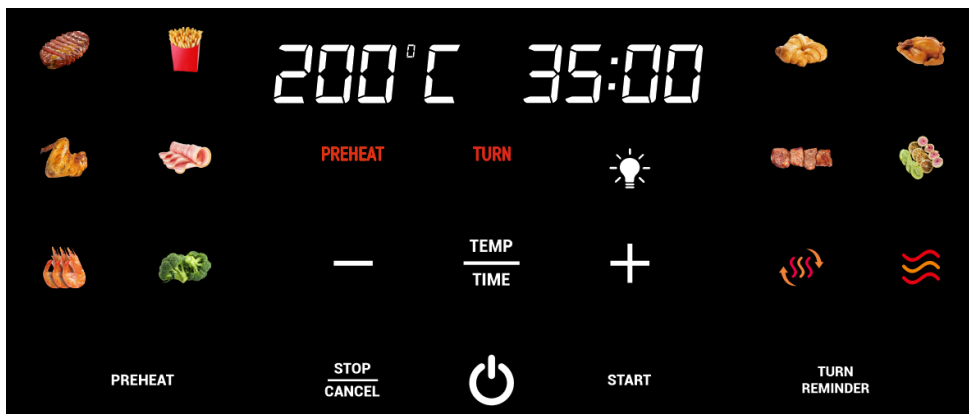 200°C 35:00
PREHEAT TURN
TEMP
TIME
PREHEAT
STOP
CANCEL
START
TURN
REMINDER